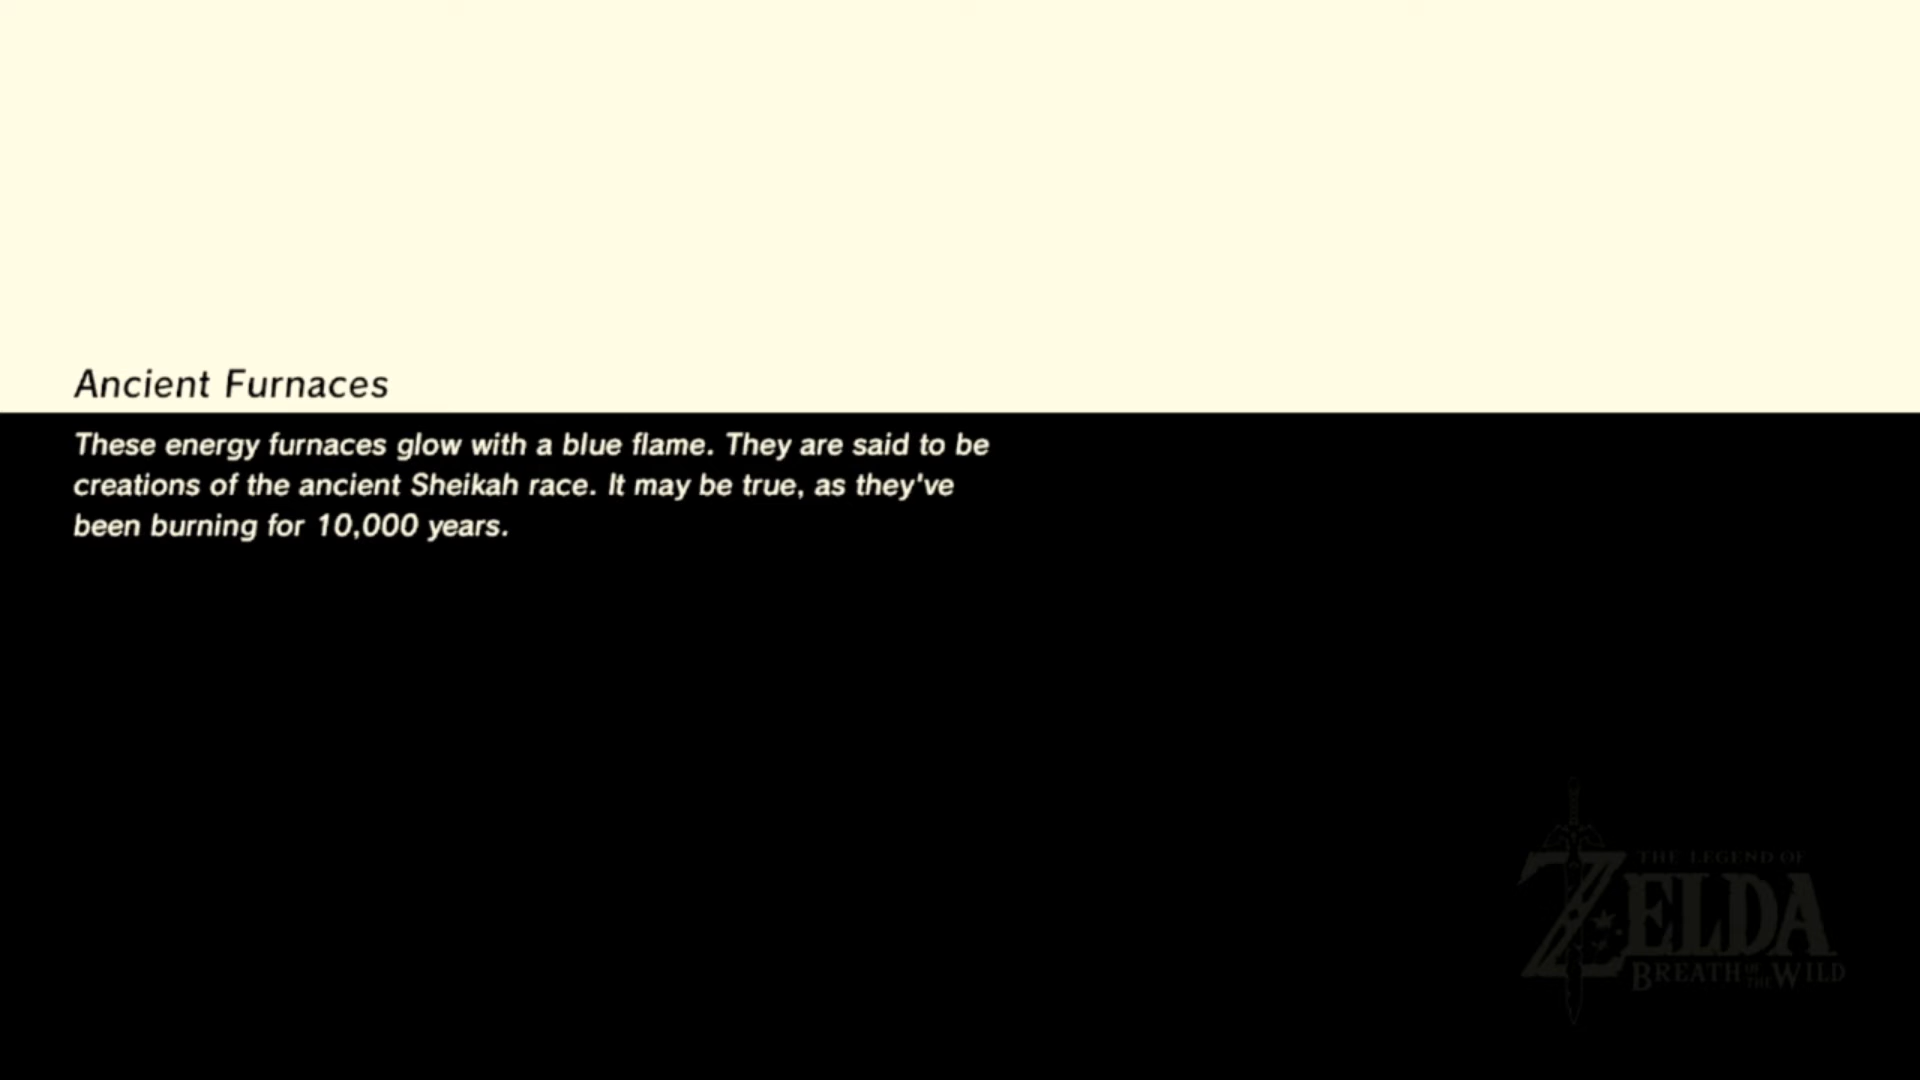 Ancient Furnaces
These energy furnaces glow with a blue flame. They are said to be
creations of the ancient Sheikah race. It may be true, as they've
been burning for 10,000 years.
THE LEGEND OF
ZELDA
BREATH OF THE WILD